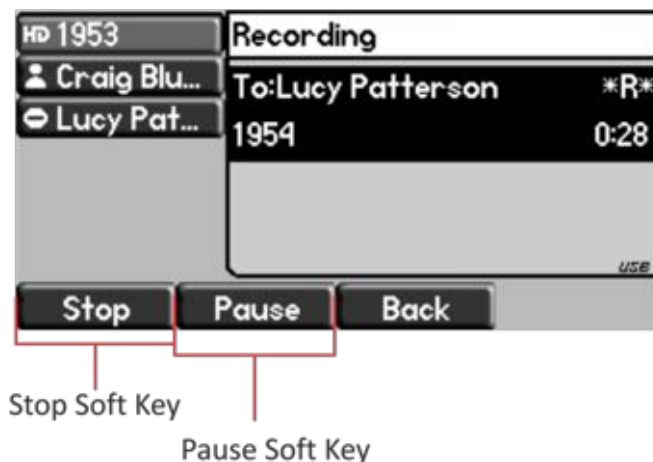 HD 1953
Craig Blu...
Lucy Pat...
Recording
To:Lucy Patterson *R*
1954 0:28
USB
Stop Pause Back
Stop Soft Key
Pause Soft Key